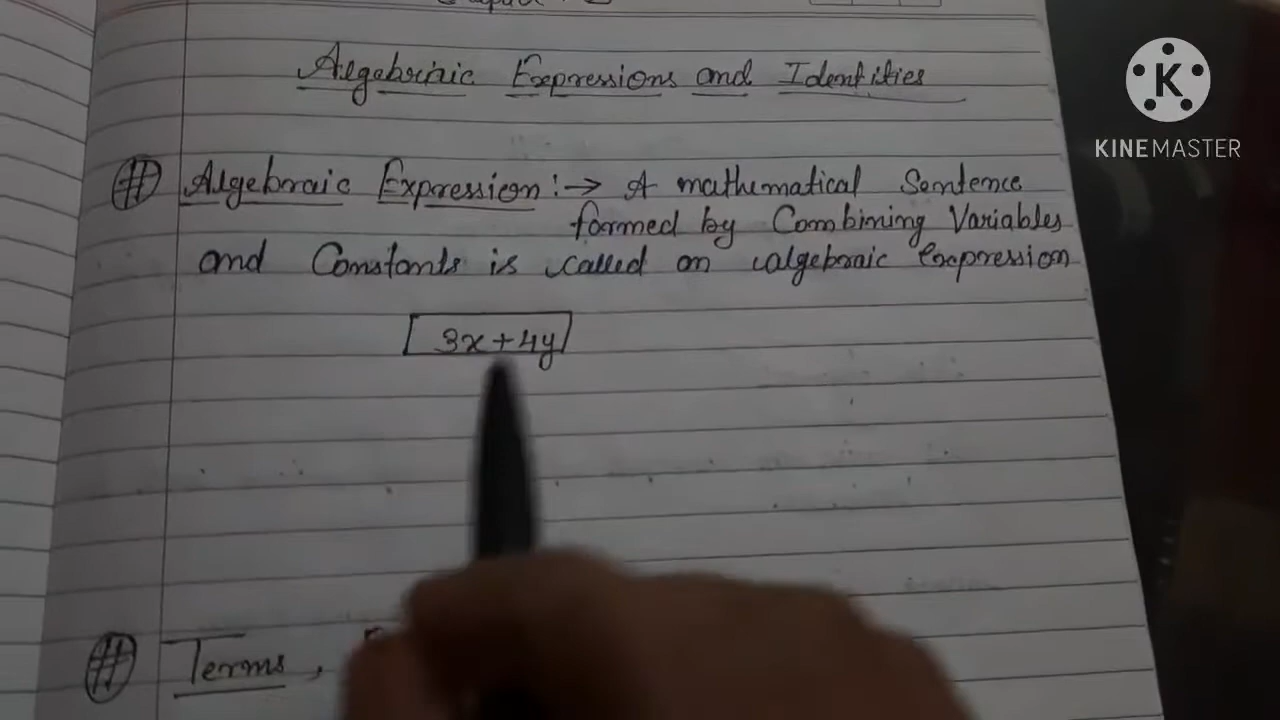 Algebraic Expressions and Identities
# Algebraic Expression :→ A mathematical Sentence
formed by Combining Variables
and Constants is called an algebraic expression
3x+4y
# Terms,
K
KINEMASTER